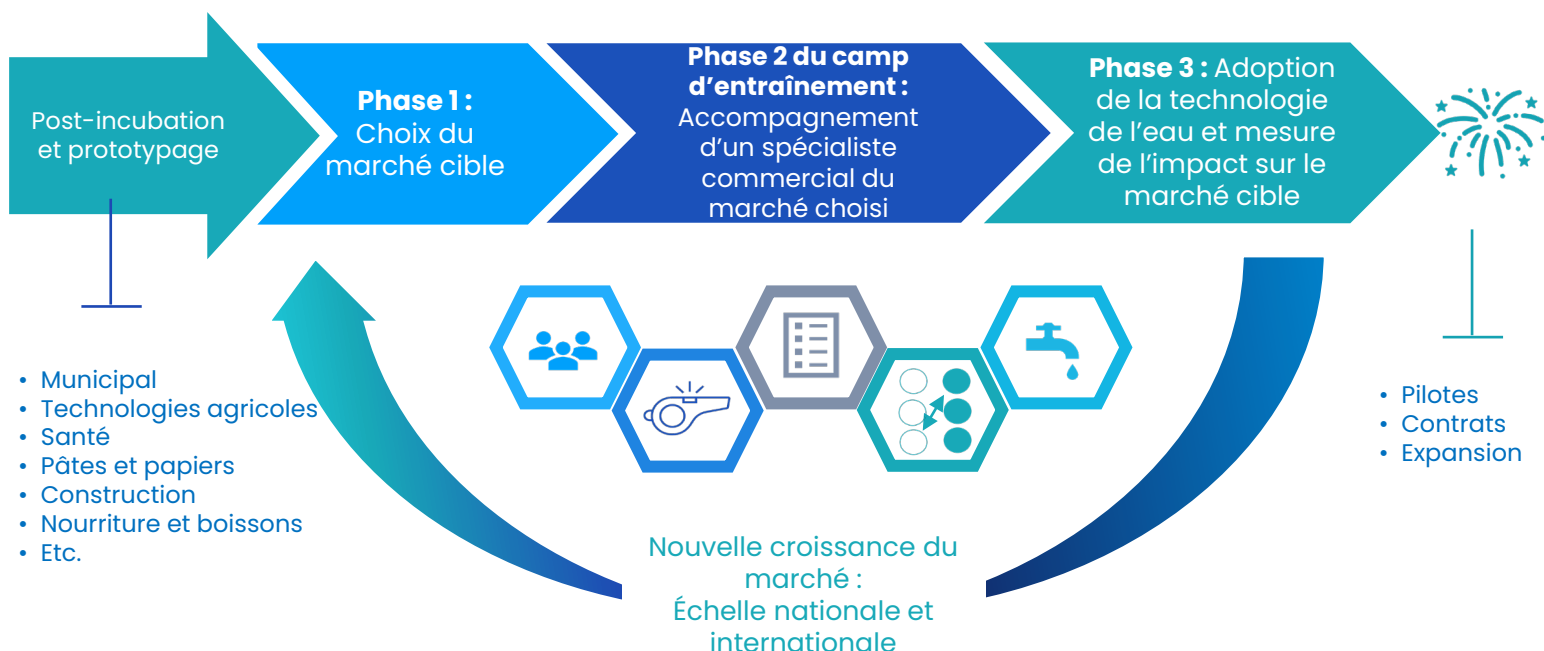 Post-incubation
et prototypage
Phase 1 :
Choix du
marché cible
Phase 2 du camp
d’entraînement :
Accompagnement
d’un spécialiste
commercial du
marché choisi
Phase 3 : Adoption
de la technologie
de l’eau et mesure
de l’impact sur le
marché cible
• Municipal
• Technologies agricoles
• Santé
• Pâtes et papiers
• Construction
• Nourriture et boissons
• Etc.
• Pilotes
• Contrats
• Expansion
Nouvelle croissance du
marché :
Échelle nationale et
internationale